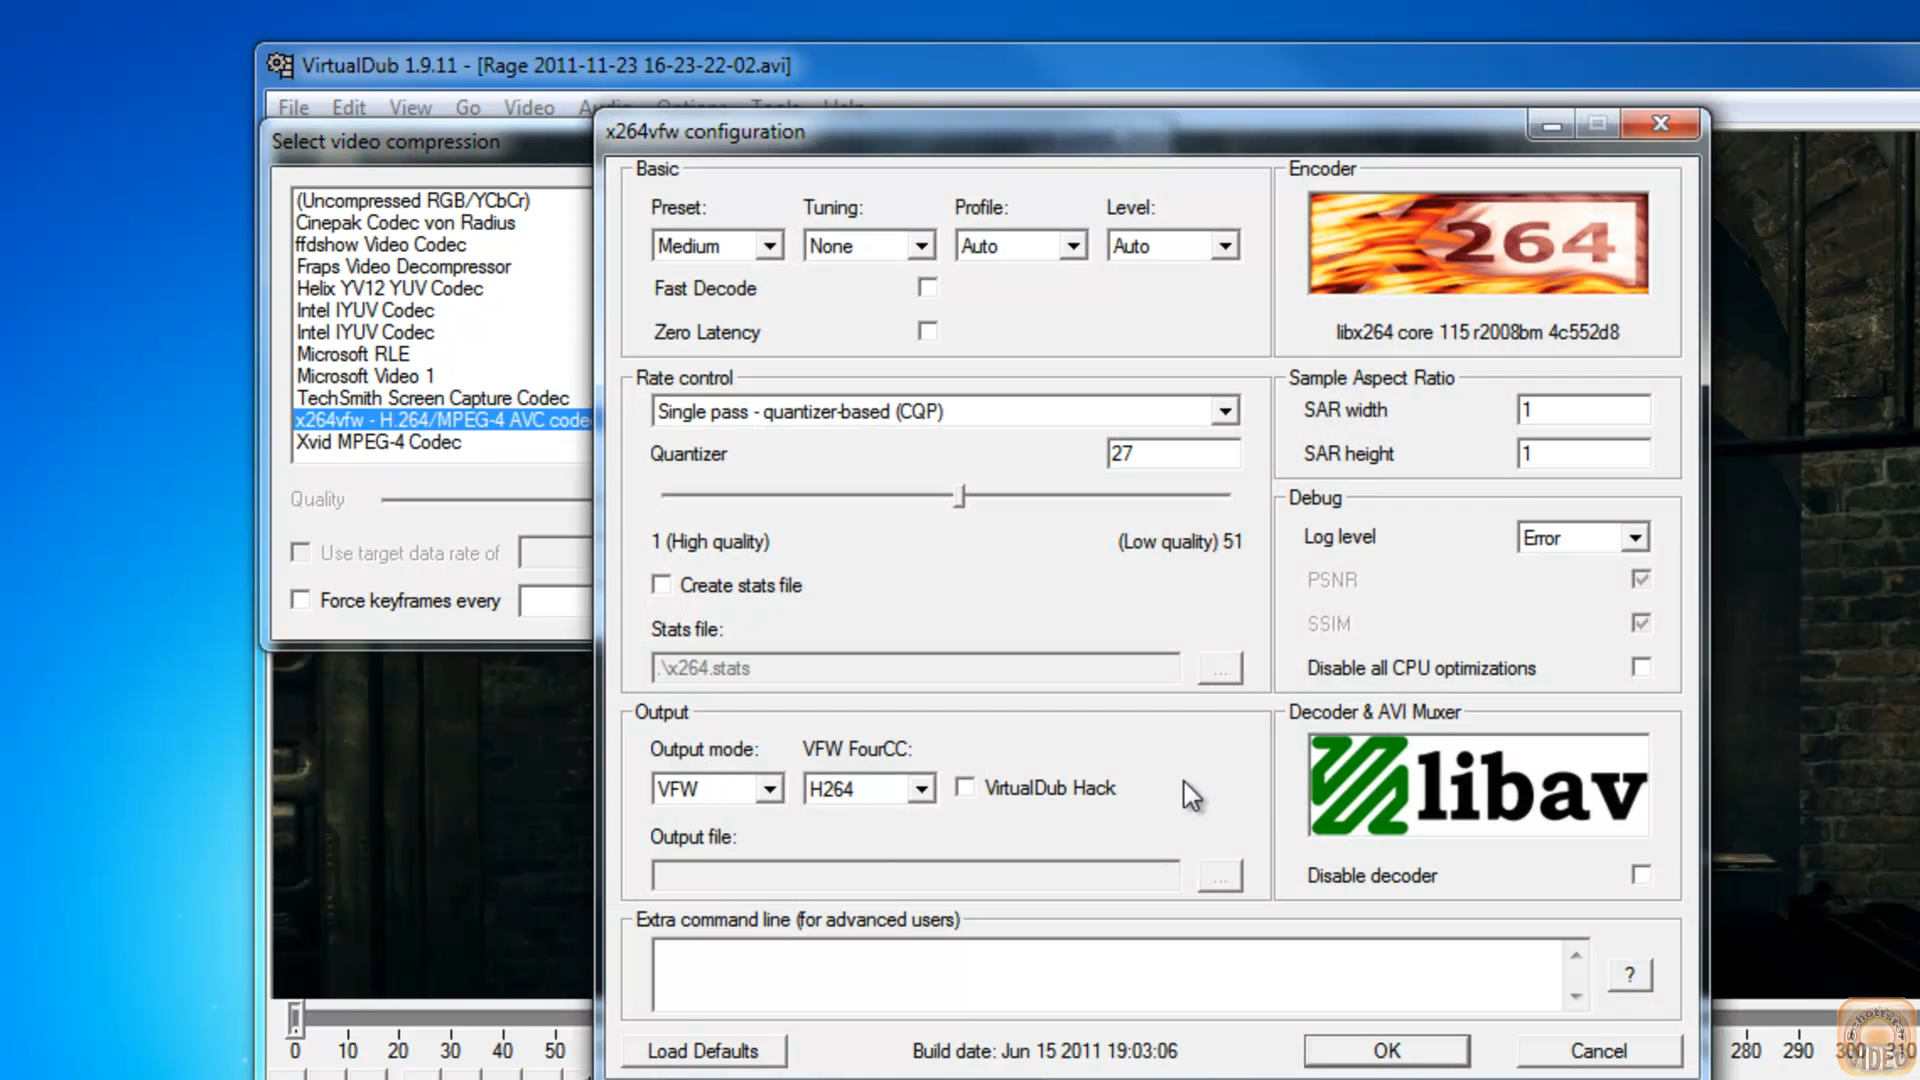 VirtualDub 1.9.11 - [Rage 2011-11-23 16-23-22-02.avi]
File Edit View Go Video Audio Options Tools Help
Select video compression
(Uncompressed RGB/YCbCr)
Cinepak Codec von Radius
ffdshow Video Codec
Fraps Video Decompressor
Helix YV12 YUV Codec
Intel IYUV Codec
Intel IYUV Codec
Microsoft RLE
Microsoft Video 1
TechSmith Screen Capture Codec
x264vfw - H.264/MPEG-4 AVC code
Xvid MPEG-4 Codec
Quality
Use target data rate of
Force keyframes every
x264vfw configuration
Basic
Preset: Tuning: Profile: Level:
Medium None Auto Auto
Fast Decode
Zero Latency
Rate control
Single pass - quantizer-based (CQP)
Quantizer 27
1 (High quality) (Low quality) 51
Create stats file
Stats file:
.\x264.stats ...
Output
Output mode: VFW FourCC:
VFW H264 VirtualDub Hack
Output file:
...
Encoder
264
libx264 core 115 r2008bm 4c552d8
Sample Aspect Ratio
SAR width 1
SAR height 1
Debug
Log level Error
PSNR
SSIM
Disable all CPU optimizations
Decoder & AVI Muxer
libav
Disable decoder
Extra command line (for advanced users)
?
Load Defaults Build date: Jun 15 2011 19:03:06 OK Cancel
0 10 20 30 40 50 280 290 300 310
VIDEO